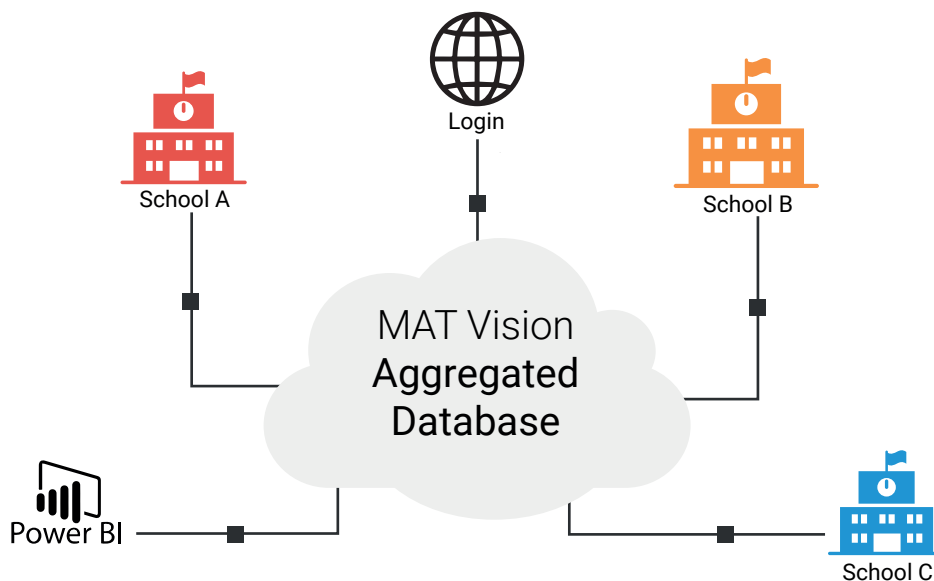 Login
School A
School B
MAT Vision
Aggregated
Database
Power BI
School C